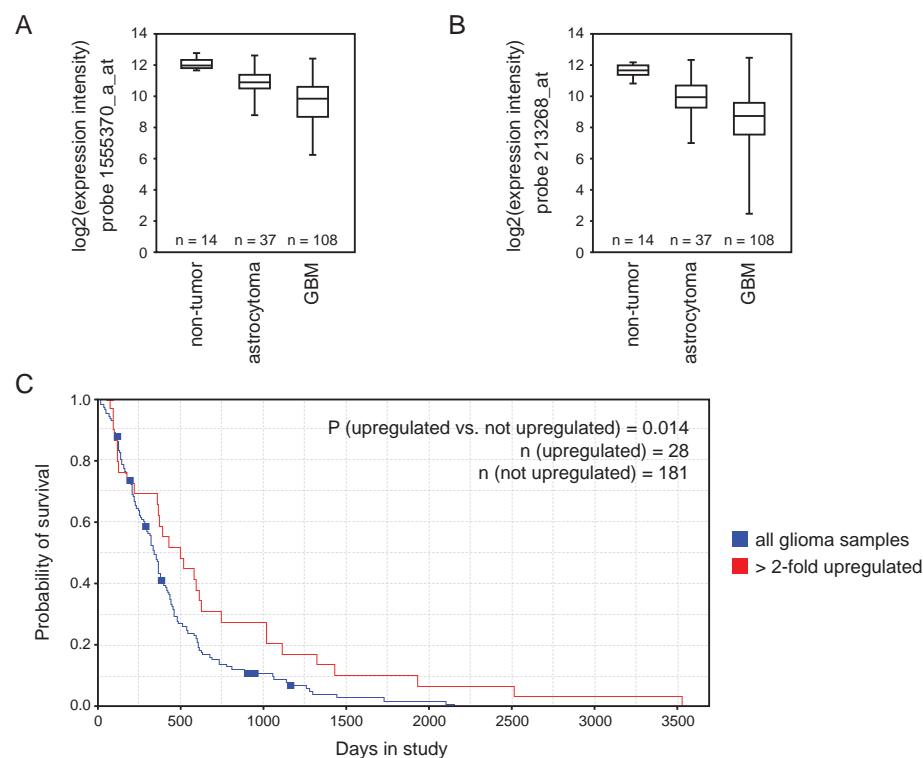 A
log2(expression intensity)
probe 1555370_a_at
14
12
10
8
6
4
2
0
n = 14
n = 37
n = 108
non-tumor
astrocytoma
GBM
B
log2(expression intensity)
probe 213268_at
14
12
10
8
6
4
2
0
n = 14
n = 37
n = 108
non-tumor
astrocytoma
GBM
C
Probability of survival
1.0
0.8
0.6
0.4
0.2
0.0
P (upregulated vs. not upregulated) = 0.014
n (upregulated) = 28
n (not upregulated) = 181
all glioma samples
> 2-fold upregulated
0
500
1000
1500
2000
2500
3000
3500
Days in study